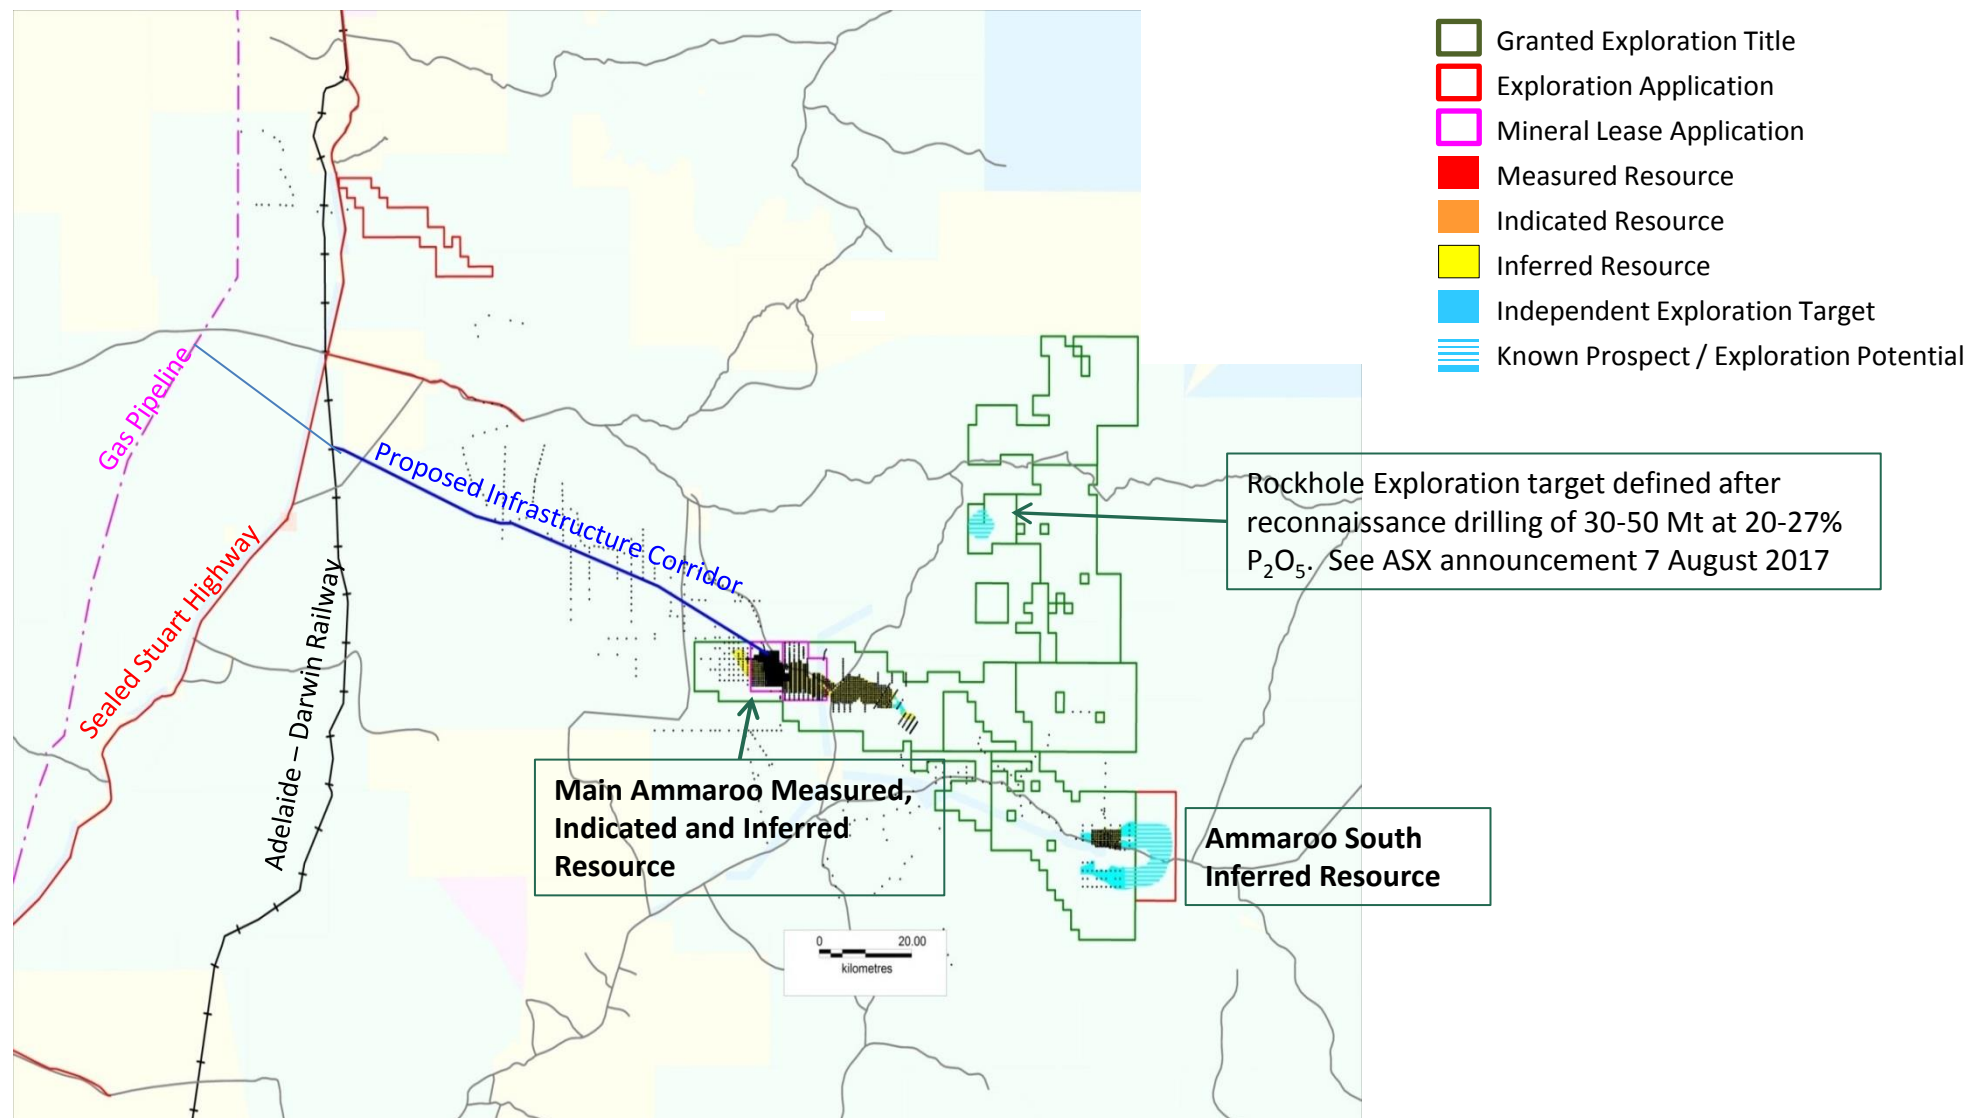 Granted Exploration Title
Exploration Application
Mineral Lease Application
Measured Resource
Indicated Resource
Inferred Resource
Independent Exploration Target
Known Prospect / Exploration Potential
Gas Pipeline
Proposed Infrastructure Corridor
Sealed Stuart Highway
Adelaide – Darwin Railway
Rockhole Exploration target defined after
reconnaissance drilling of 30-50 Mt at 20-27%
P₂O₅. See ASX announcement 7 August 2017
Main Ammaroo Measured,
Indicated and Inferred
Resource
Ammaroo South
Inferred Resource
0 20.00
kilometres